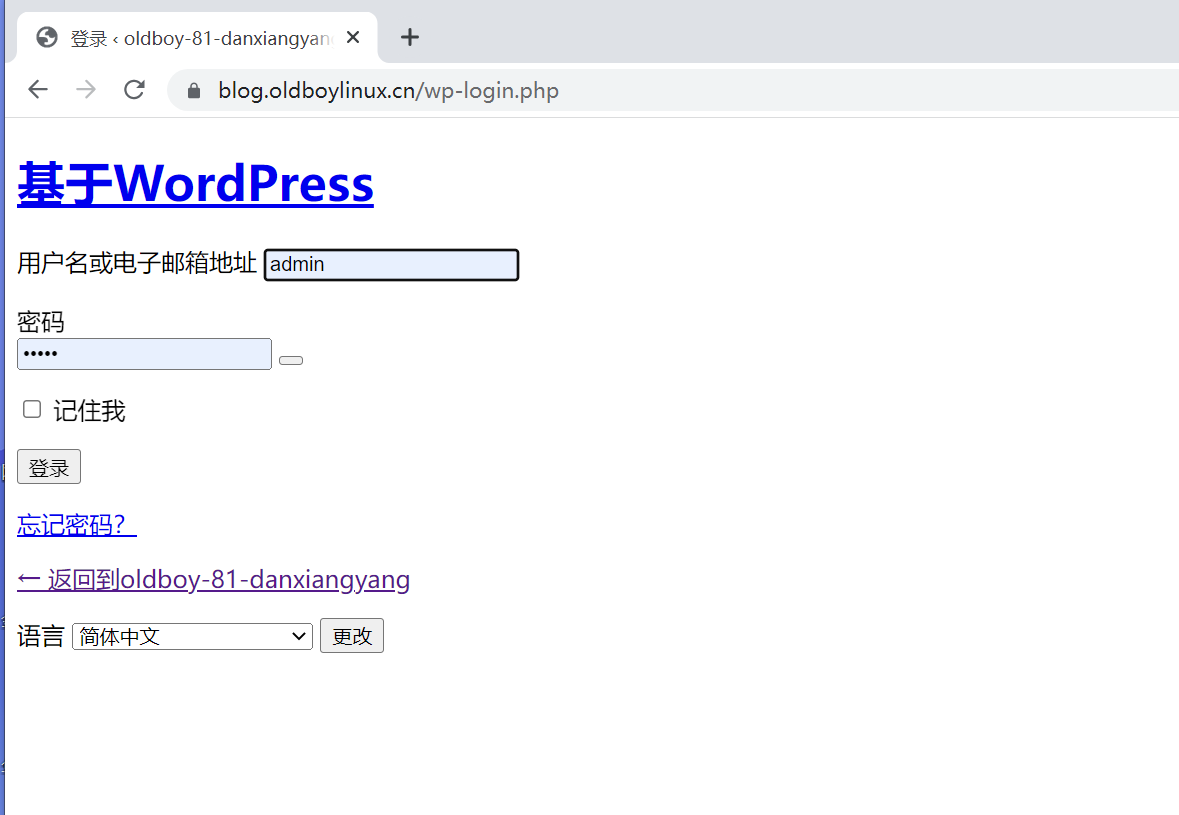 登录 ‹ oldboy-81-danxiangyan
blog.oldboylinux.cn/wp-login.php
基于WordPress
用户名或电子邮箱地址 admin
密码
•••••
记住我
登录
忘记密码？
← 返回到oldboy-81-danxiangyang
语言 简体中文 更改